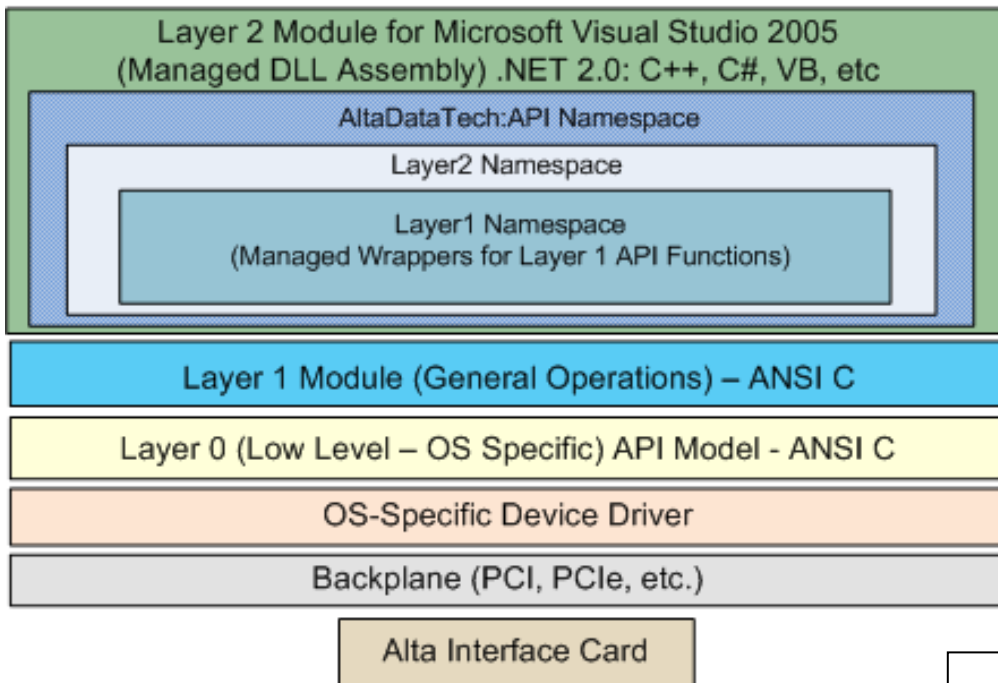 Layer 2 Module for Microsoft Visual Studio 2005
(Managed DLL Assembly) .NET 2.0: C++, C#, VB, etc
AltaDataTech:API Namespace
Layer2 Namespace
Layer1 Namespace
(Managed Wrappers for Layer 1 API Functions)
Layer 1 Module (General Operations) – ANSI C
Layer 0 (Low Level – OS Specific) API Model - ANSI C
OS-Specific Device Driver
Backplane (PCI, PCIe, etc.)
Alta Interface Card